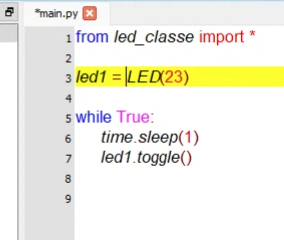 *main.py
1 from led_classe import *
2
3 led1 = LED(23)
4
5 while True:
6 time.sleep(1)
7 led1.toggle()
8
9